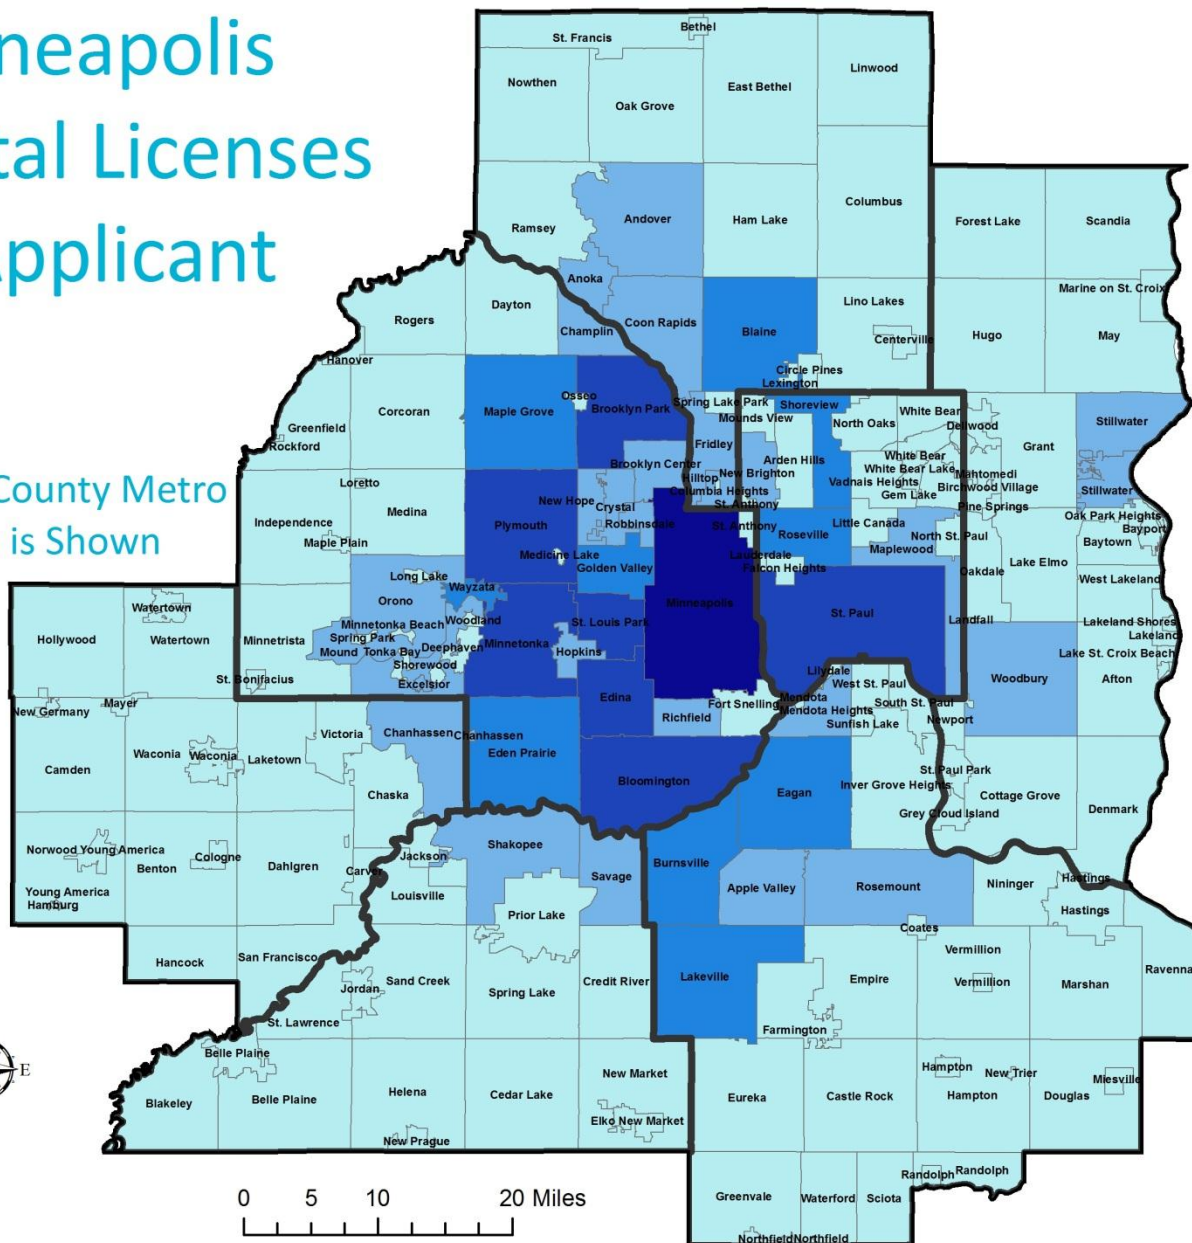 neapolis
tal Licenses
Applicant
County Metro
is Shown
Bethel
St. Francis
Linwood
Nowthen
East Bethel
Oak Grove
Columbus
Andover
Ham Lake
Forest Lake
Scandia
Ramsey
Anoka
Marine on St. Croix
Lino Lakes
Dayton
Rogers
Coon Rapids
Champlin
Blaine
Centerville
Hugo
May
Hanover
Circle Pines
Lexington
Osseo
Corcoran
Maple Grove
Brooklyn Park
Spring Lake Park
Shoreview
Mounds View
White Bear
North Oaks
Dellwood
Stillwater
Greenfield
Rockford
Fridley
Grant
Brooklyn Center
Arden Hills
White Bear
New Brighton
White Bear Lake
Mahtomedi
Hilltop
Vadnais Heights
Birchwood Village
Loretto
Columbia Heights
Gem Lake
Stillwater
New Hope
Crystal
St. Anthony
Pine Springs
Medina
Independence
Plymouth
Robbinsdale
St. Anthony
Little Canada
Oak Park Heights
Bayport
Roseville
North St. Paul
Baytown
Maple Plain
Maplewood
Medicine Lake
Lauderdale
Golden Valley
Falcon Heights
Oakdale
Lake Elmo
Long Lake
Wayzata
West Lakeland
Orono
Minneapolis
St. Paul
Hollywood
Watertown
Watertown
Minnetrista
Minnetonka Beach
Woodland
St. Louis Park
Landfall
Lakeland Shores
Spring Park
Minnetonka
Lakeland
Mound
Tonka Bay
Deephaven
Hopkins
Shorewood
Lake St. Croix Beach
St. Bonifacius
Excelsior
Lilydale
Woodbury
Afton
Edina
Mendota
West St. Paul
New Germany
Mayer
Fort Snelling
Mendota Heights
South St. Paul
Richfield
Sunfish Lake
Newport
Victoria
Chanhassen
Chanhassen
Eden Prairie
Waconia
Waconia
Laketown
Camden
St. Paul Park
Bloomington
Inver Grove Heights
Chaska
Eagan
Cottage Grove
Denmark
Grey Cloud Island
Norwood Young America
Cologne
Benton
Dahlgren
Carver
Jackson
Shakopee
Burnsville
Louisville
Savage
Apple Valley
Rosemount
Nininger
Hastings
Young America
Hamburg
Prior Lake
Hastings
Coates
Hancock
San Francisco
Vermillion
Sand Creek
Jordan
Spring Lake
Credit River
Lakeville
Empire
Vermillion
Marshan
Ravenna
St. Lawrence
Farmington
Belle Plaine
Blakeley
Belle Plaine
Helena
Cedar Lake
New Market
Eureka
Castle Rock
Hampton
New Trier
Hampton
Douglas
Miesville
Elko New Market
New Prague
Randolph
Randolph
Greenvale
Waterford
Sciota
Northfield
Northfield
E
0 5 10 20 Miles